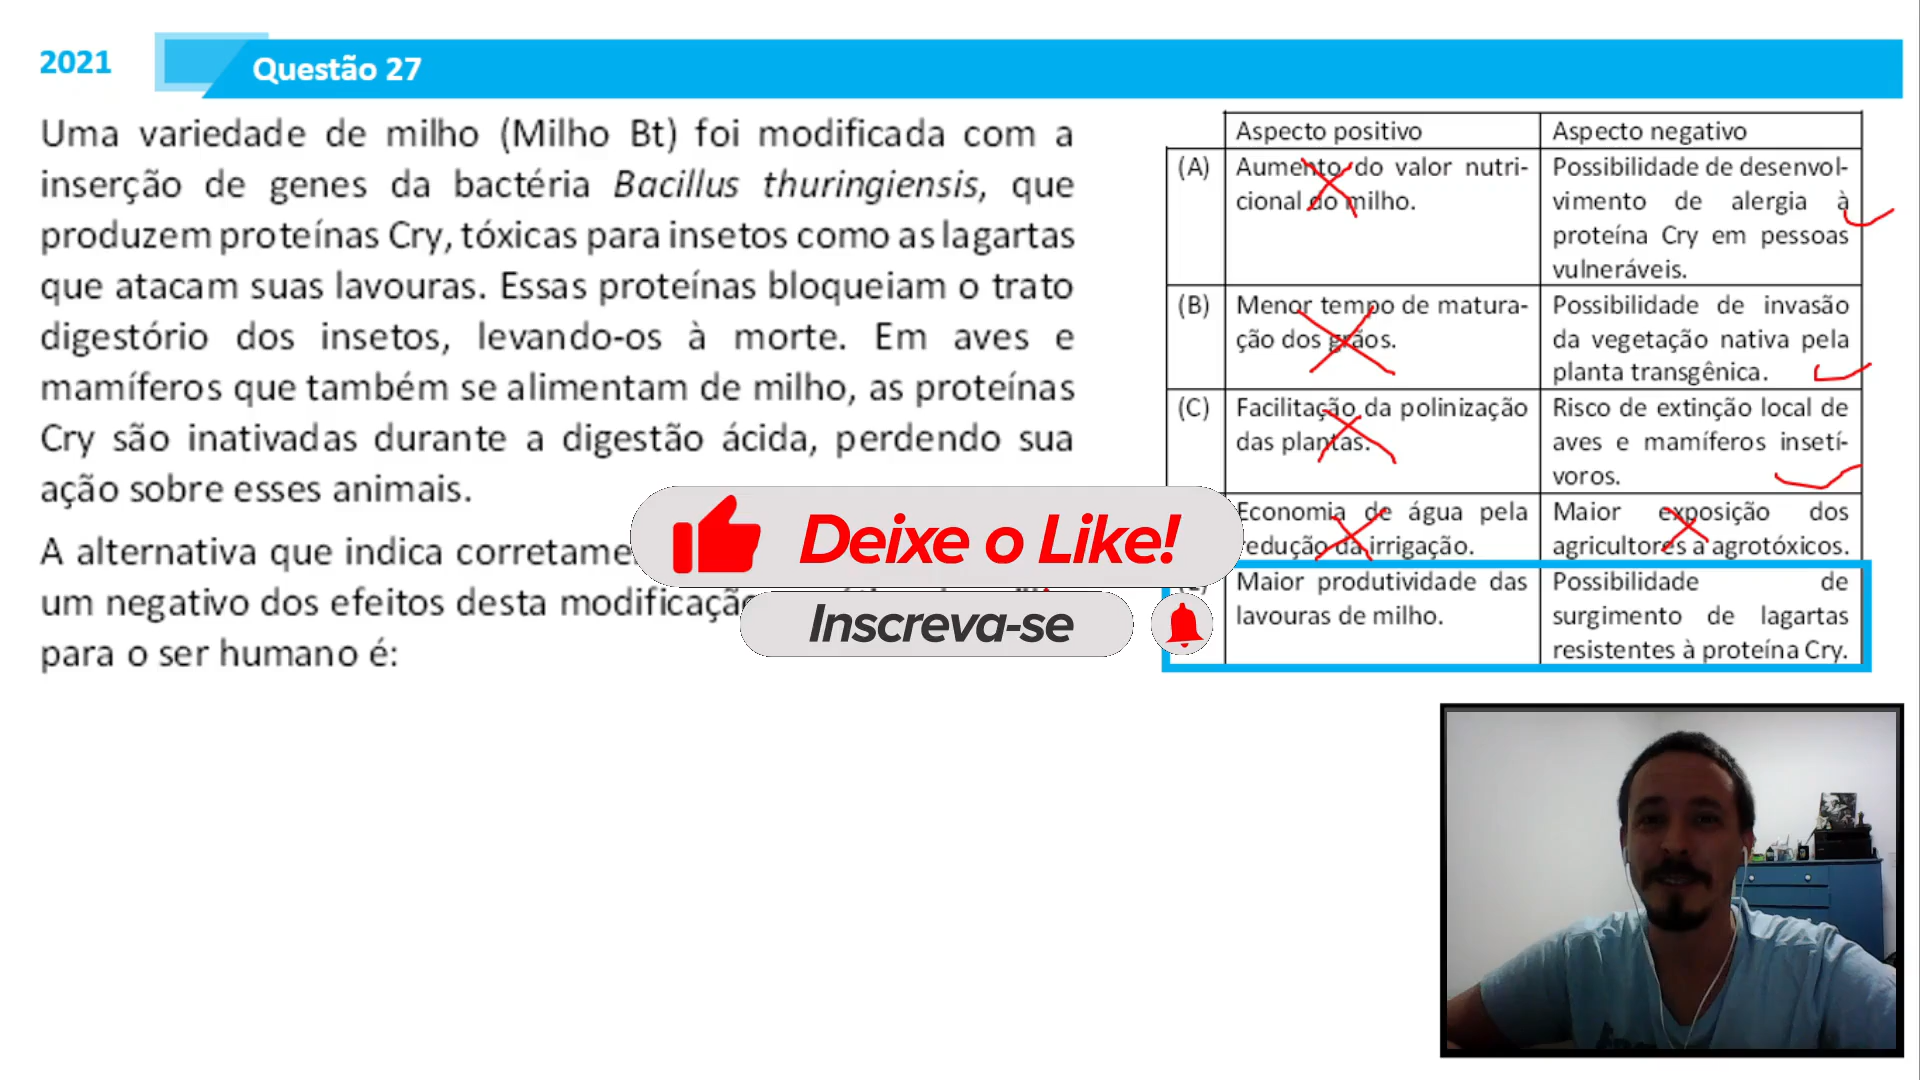 2021
Questão 27
Uma variedade de milho (Milho Bt) foi modificada com a
inserção de genes da bactéria Bacillus thuringiensis, que
produzem proteínas Cry, tóxicas para insetos como as lagartas
que atacam suas lavouras. Essas proteínas bloqueiam o trato
digestório dos insetos, levando-os à morte. Em aves e
mamíferos que também se alimentam de milho, as proteínas
Cry são inativadas durante a digestão ácida, perdendo sua
ação sobre esses animais.
A alternativa que indica
um negativo dos efeitos desta
para o ser humano é:
Aspecto positivo
Aspecto negativo
(A)
Aumento do valor nutri-
cional do milho.
Possibilidade de desenvol-
vimento de alergia à
proteína Cry em pessoas
vulneráveis.
(B)
Menor tempo de matura-
ção dos grãos.
Possibilidade de invasão
da vegetação nativa pela
planta transgênica.
(C)
Facilitação da polinização
das plantas.
Risco de extinção local de
aves e mamíferos insetí-
voros.
Economia de água pela
redução da irrigação.
Maior exposição dos
agricultores a agrotóxicos.
Maior produtividade das
lavouras de milho.
Possibilidade de
surgimento de lagartas
resistentes à proteína Cry.
Deixe o Like!
Inscreva-se